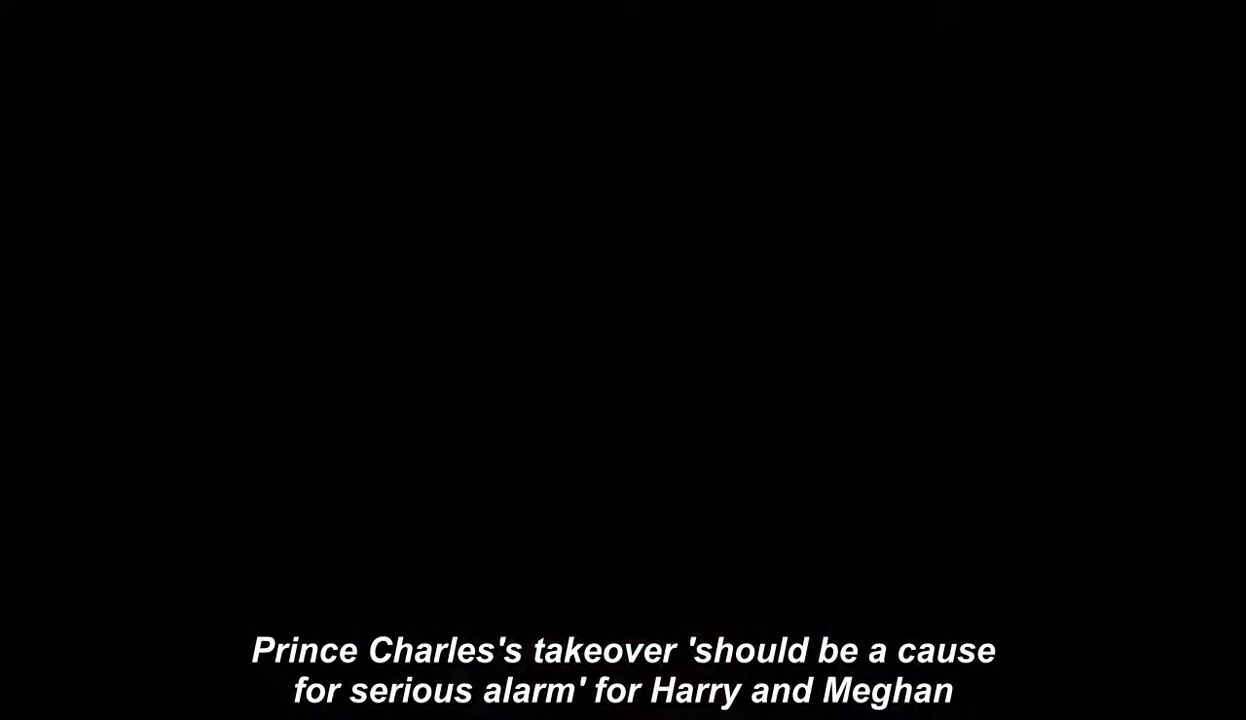 Prince Charles's takeover 'should be a cause
for serious alarm' for Harry and Meghan